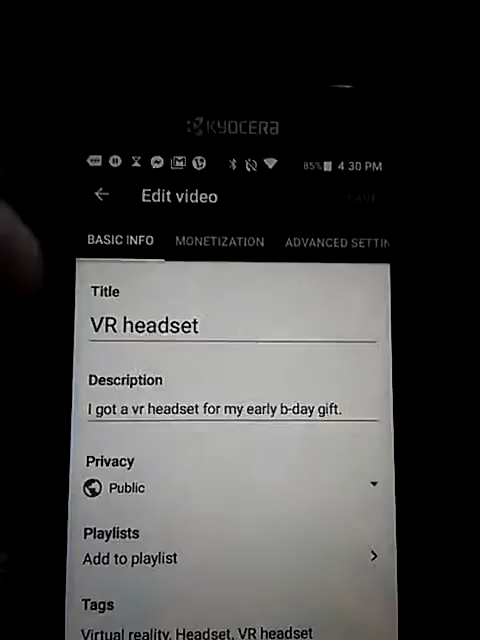 KYOCERA
85% 4:30 PM
Edit video
SAVE
BASIC INFO MONETIZATION ADVANCED SETTIN
Title
VR headset
Description
I got a vr headset for my early b-day gift.
Privacy
Public
Playlists
Add to playlist
Tags
Virtual reality, Headset, VR headset